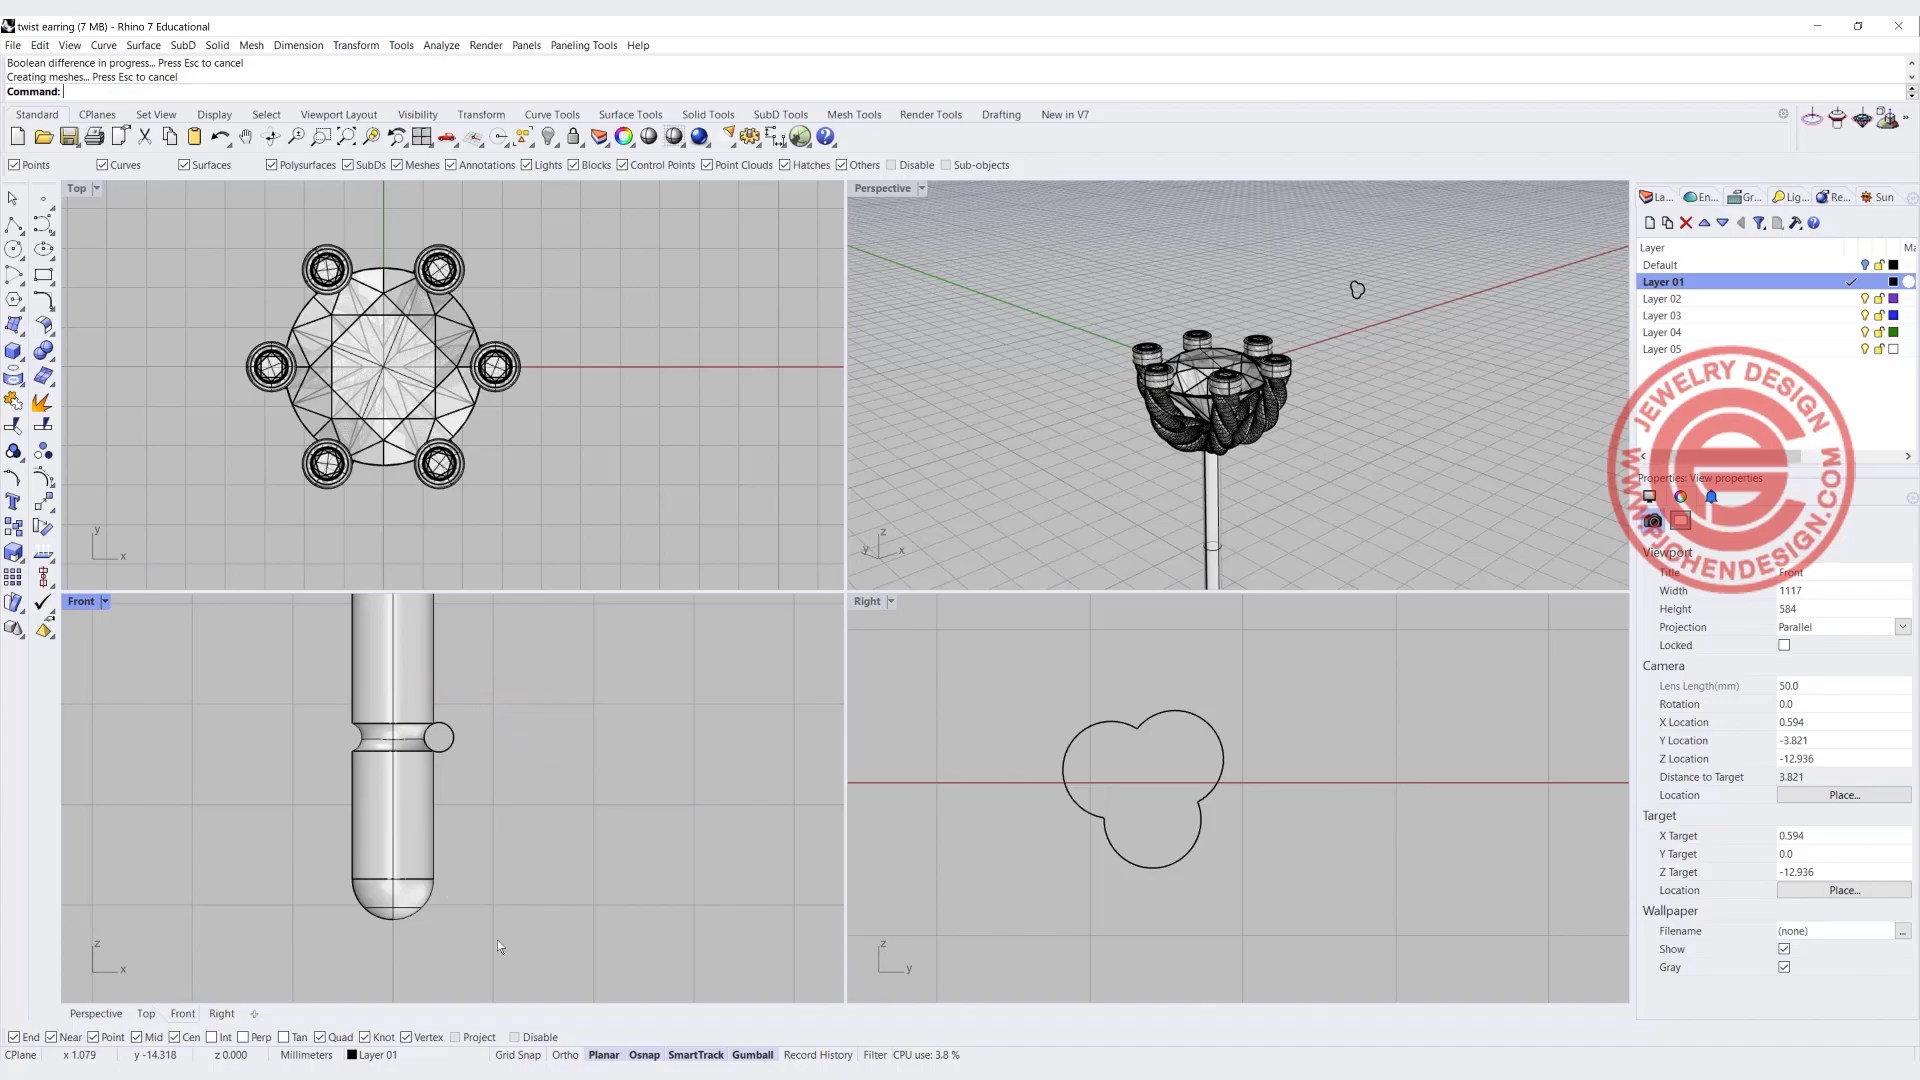 twist earring (7 MB) - Rhino 7 Educational
File Edit View Curve Surface SubD Solid Mesh Dimension Transform Tools Analyze Render Panels Paneling Tools Help
Boolean difference in progress... Press Esc to cancel
Creating meshes... Press Esc to cancel
Command:
Standard CPlanes Set View Display Select Viewport Layout Visibility Transform Curve Tools Surface Tools Solid Tools SubD Tools Mesh Tools Render Tools Drafting New in V7
Points Curves Surfaces Polysurfaces SubDs Meshes Annotations Lights Blocks Control Points Point Clouds Hatches Others Disable Sub-objects
Top
Perspective
La... En... Gr... Lig... Re... Sun
Layer Ma
Default
Layer 01
Layer 02
Layer 03
Layer 04
Layer 05
JEWELRY DESIGN
WWW.PJCHENDESIGN.COM
Properties: View properties
y x
z y x
Viewport
Title Front
Width 1117
Height 584
Projection Parallel
Locked
Camera
Lens Length(mm) 50.0
Rotation 0.0
X Location 0.594
Y Location -3.821
Z Location -12.936
Distance to Target 3.821
Location Place...
Target
X Target 0.594
Y Target 0.0
Z Target -12.936
Location Place...
Wallpaper
Filename (none) ...
Show
Gray
Front
Right
z x
z y
Perspective Top Front Right
End Near Point Mid Cen Int Perp Tan Quad Knot Vertex Project Disable
CPlane x 1.079 y -14.318 z 0.000 Millimeters Layer 01 Grid Snap Ortho Planar Osnap SmartTrack Gumball Record History Filter CPU use: 3.8 %